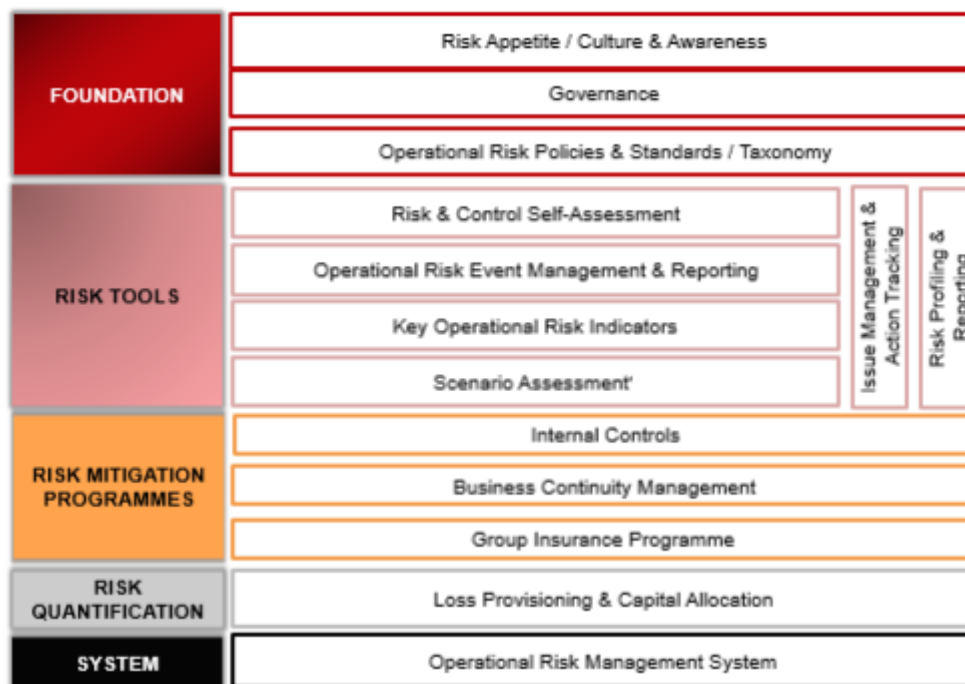 FOUNDATION
Risk Appetite / Culture & Awareness
Governance
Operational Risk Policies & Standards / Taxonomy
RISK TOOLS
Risk & Control Self-Assessment
Operational Risk Event Management & Reporting
Key Operational Risk Indicators
Scenario Assessment'
Issue Management &
Action Tracking
Risk Profiling &
Reporting
RISK MITIGATION
PROGRAMMES
Internal Controls
Business Continuity Management
Group Insurance Programme
RISK
QUANTIFICATION
Loss Provisioning & Capital Allocation
SYSTEM
Operational Risk Management System